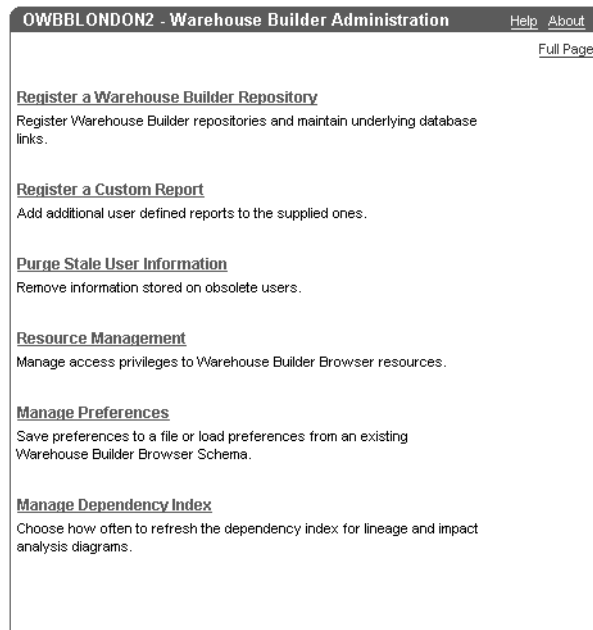 OWBBLONDON2 - Warehouse Builder Administration Help About
Full Page
Register a Warehouse Builder Repository
Register Warehouse Builder repositories and maintain underlying database
links.
Register a Custom Report
Add additional user defined reports to the supplied ones.
Purge Stale User Information
Remove information stored on obsolete users.
Resource Management
Manage access privileges to Warehouse Builder Browser resources.
Manage Preferences
Save preferences to a file or load preferences from an existing
Warehouse Builder Browser Schema.
Manage Dependency Index
Choose how often to refresh the dependency index for lineage and impact
analysis diagrams.